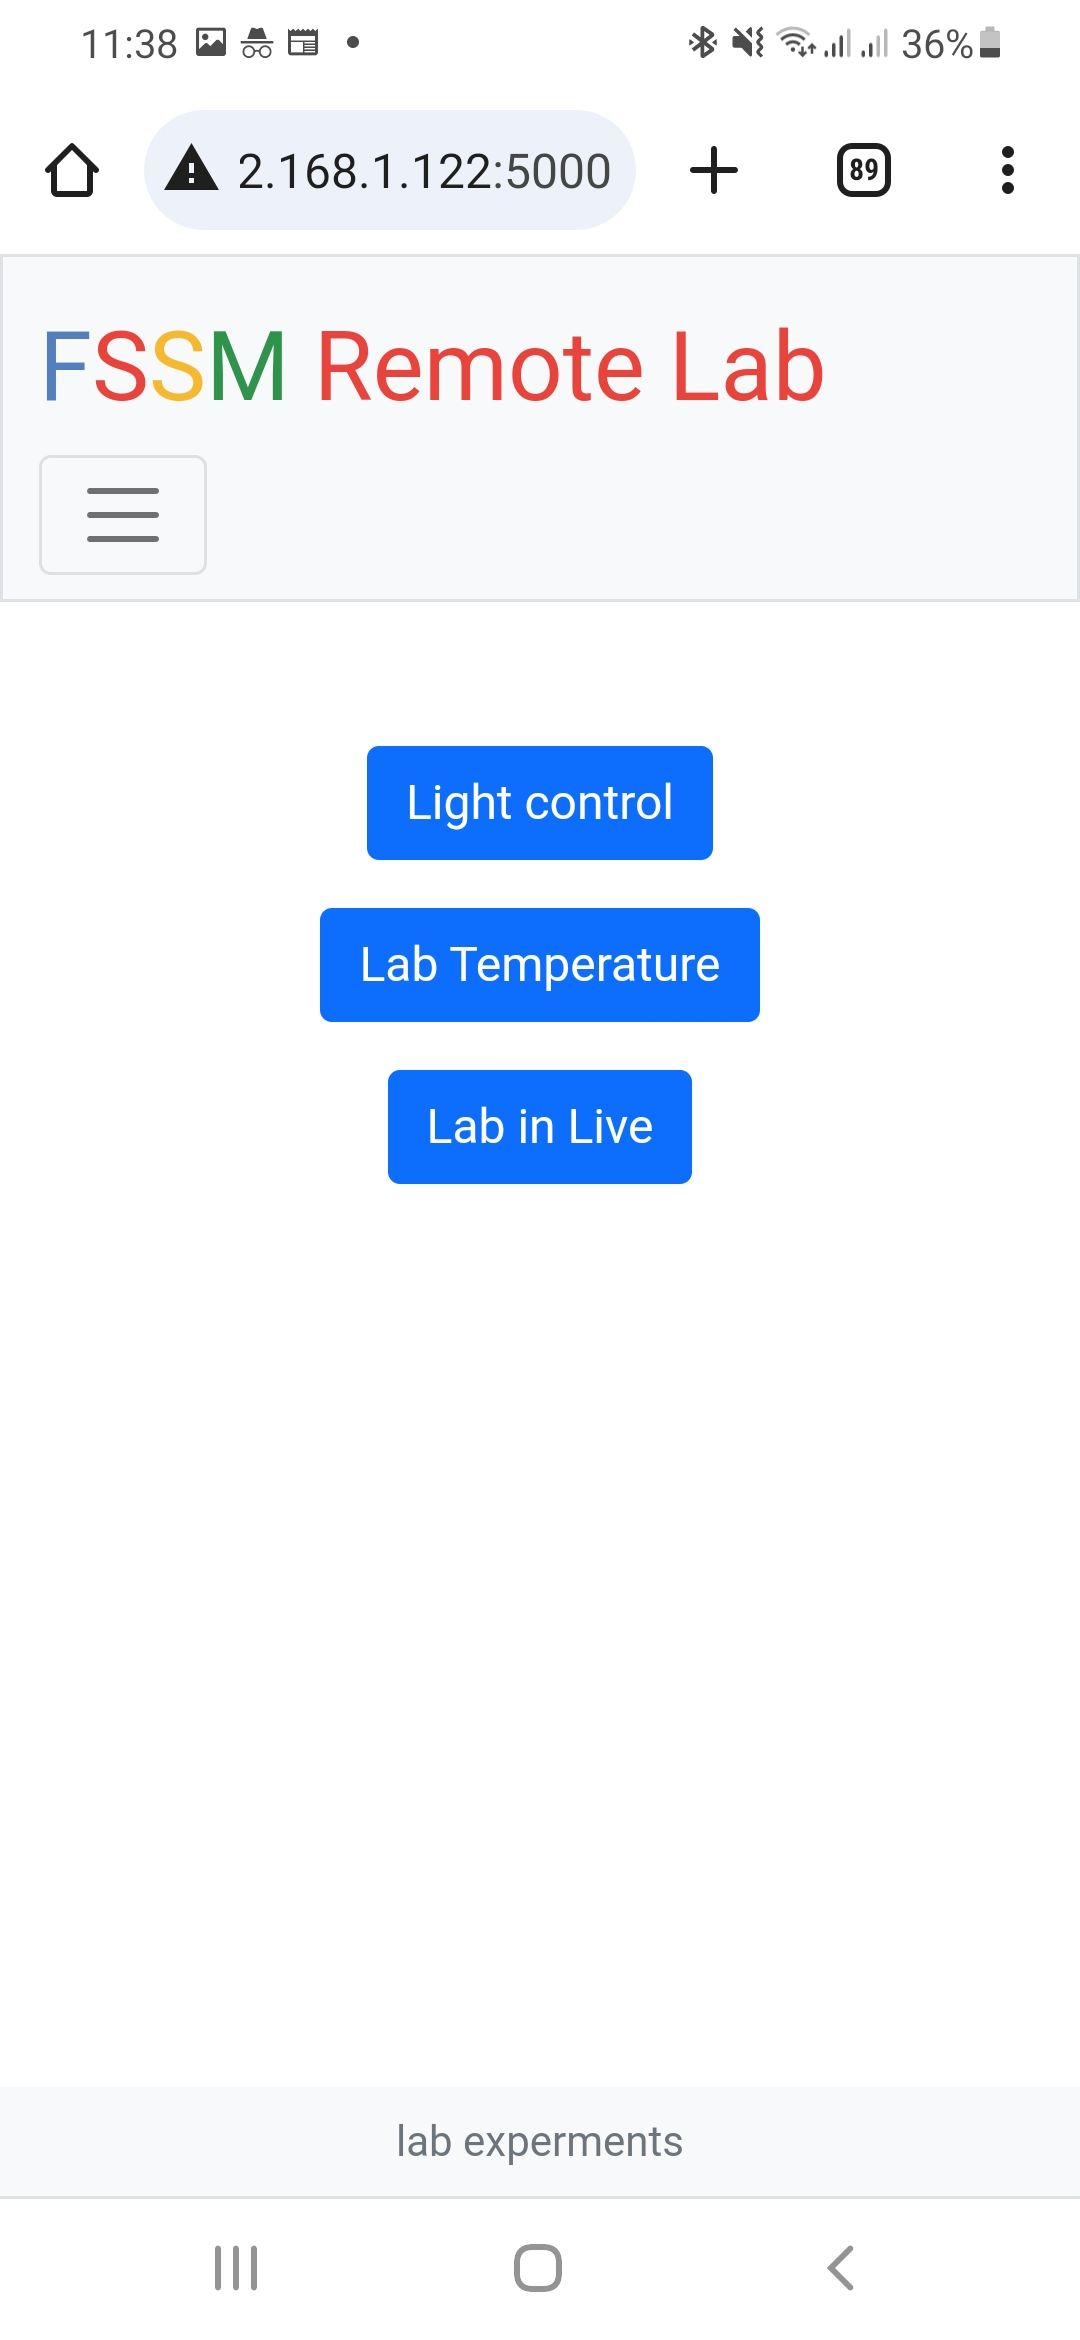 11:38 36%
2.168.1.122:5000 89
FSSM Remote Lab
Light control
Lab Temperature
Lab in Live
lab experments